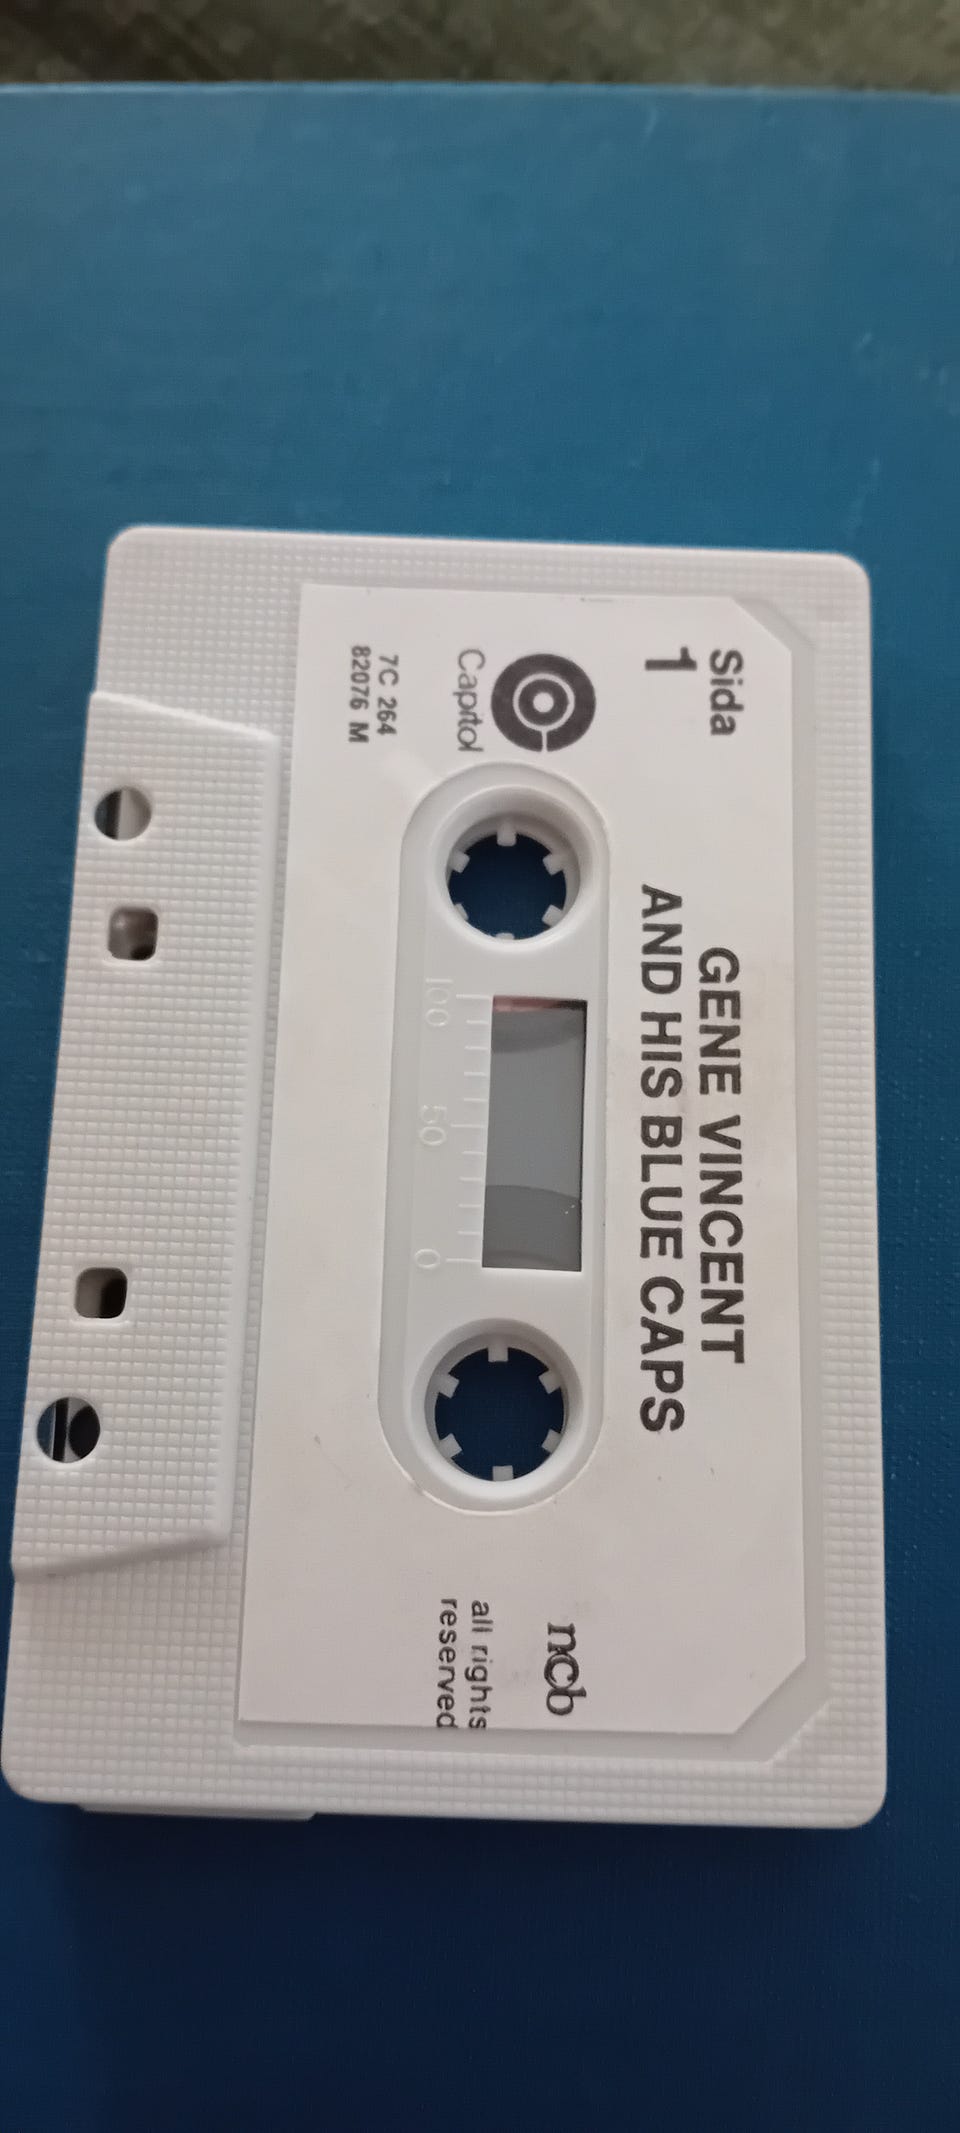 Sida
1
GENE VINCENT
AND HIS BLUE CAPS
Capitol
7C 264
82076 M
ncb
all rights
reserved
100 50 0